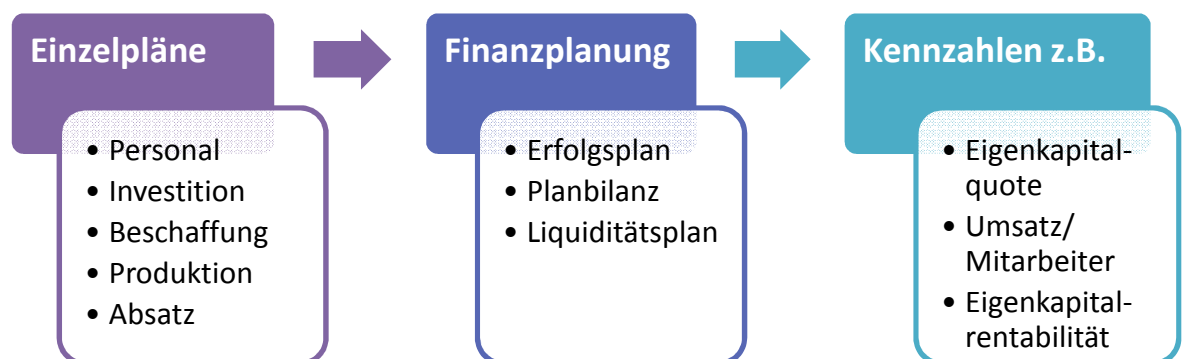 Einzelpläne
• Personal
• Investition
• Beschaffung
• Produktion
• Absatz
Finanzplanung
• Erfolgsplan
• Planbilanz
• Liquiditätsplan
Kennzahlen z.B.
• Eigenkapital-
quote
• Umsatz/
Mitarbeiter
• Eigenkapital-
rentabilität